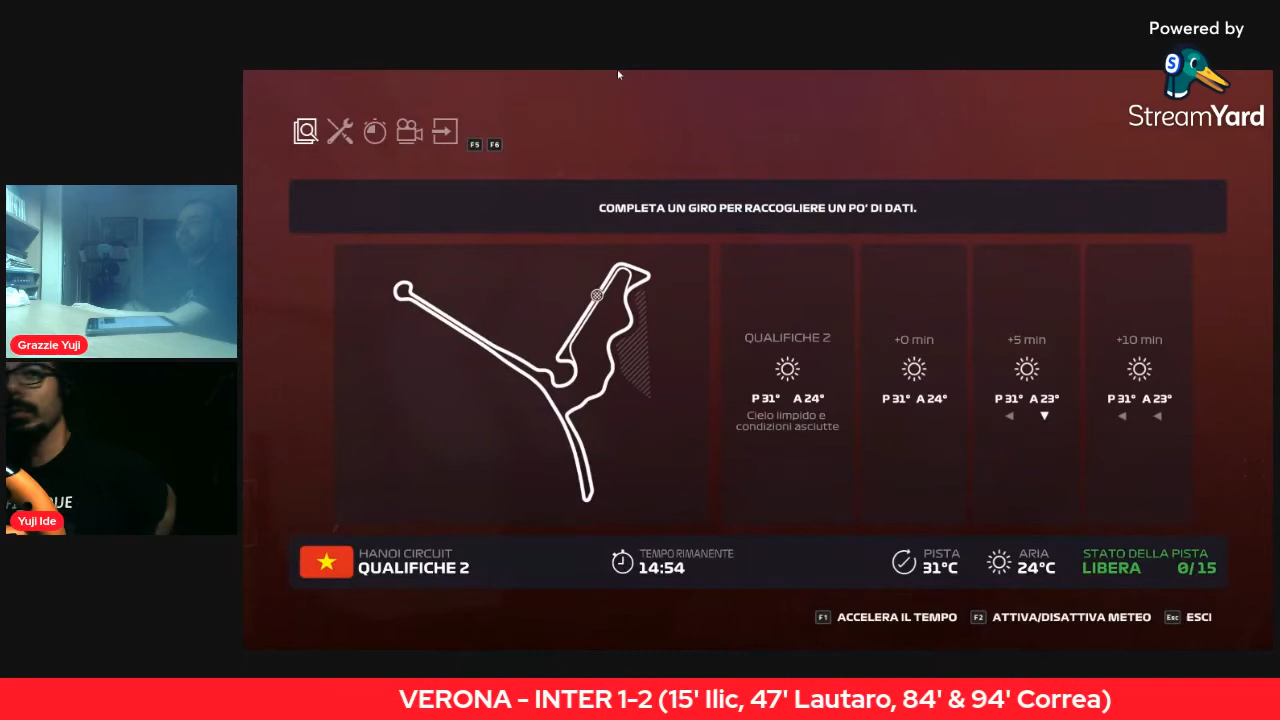 Powered by
S
StreamYard
F5 F6
COMPLETA UN GIRO PER RACCOGLIERE UN PO' DI DATI.
QUALIFICHE 2
P 31° A 24°
Cielo limpido e
condizioni asciutte
+0 min
P 31° A 24°
+5 min
P 31° A 23°
+10 min
P 31° A 23°
Grazzie Yuji
Yuji Ide
HANOI CIRCUIT
QUALIFICHE 2
TEMPO RIMANENTE
14:54
PISTA
31°C
ARIA
24°C
STATO DELLA PISTA
LIBERA 0/15
F1 ACCELERA IL TEMPO F2 ATTIVA/DISATTIVA METEO Esc ESCI
VERONA - INTER 1-2 (15' Ilic, 47' Lautaro, 84' & 94' Correa)